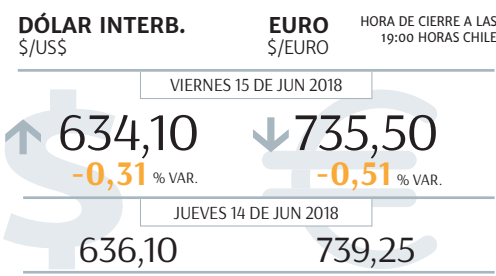 DÓLAR INTERB. EURO HORA DE CIERRE A LAS
$/US$ $/EURO 19:00 HORAS CHILE
VIERNES 15 DE JUN 2018
634,10 735,50
-0,31 % VAR. -0,51 % VAR.
JUEVES 14 DE JUN 2018
636,10 739,25